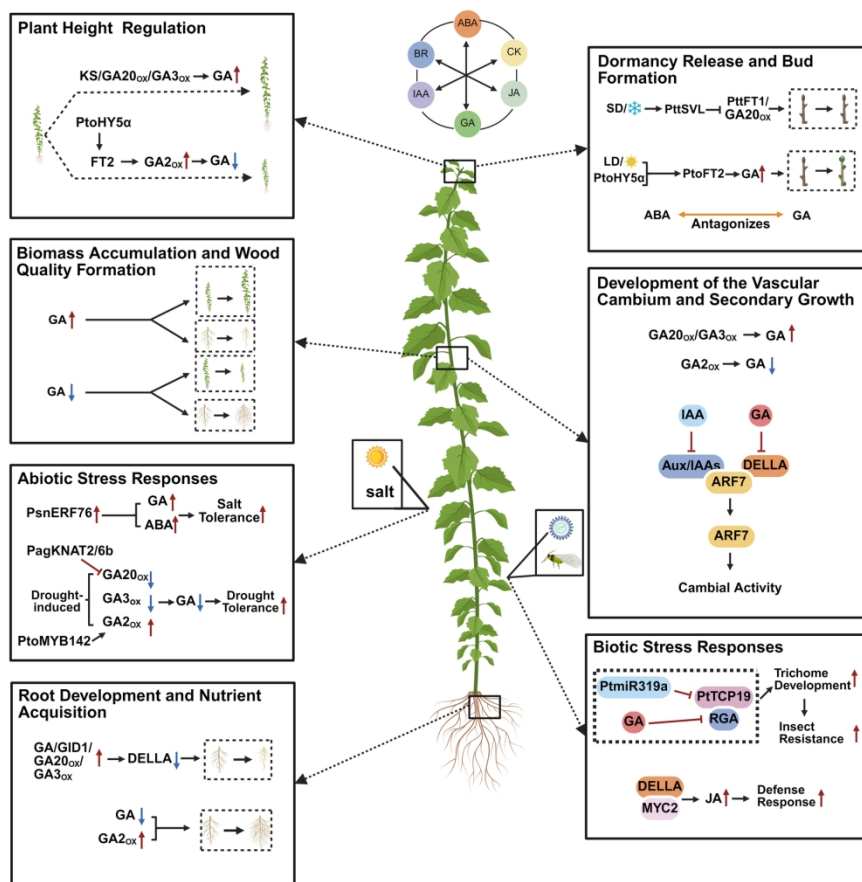 Plant Height Regulation
KS/GA20ox/GA3ox GA
PtoHY5α
FT2 GA2ox GA
ABA
BR CK
IAA JA
GA
Dormancy Release and Bud
Formation
SD/ PttSVL PttFT1/
GA20ox
LD/
PtoHY5α PtoFT2 GA
ABA GA
Antagonizes
Biomass Accumulation and Wood
Quality Formation
GA
GA
Development of the Vascular
Cambium and Secondary Growth
GA20ox/GA3ox GA
GA2ox GA
IAA GA
Aux/IAAs DELLA
ARF7
ARF7
Cambial Activity
Abiotic Stress Responses
PsnERF76 GA
ABA
Salt
Tolerance
PagKNAT2/6b
GA20ox
Drought-
induced
GA3ox GA Drought
Tolerance
GA2ox
PtoMYB142
salt
Biotic Stress Responses
PtmiR319a PtTCP19
GA RGA
Trichome
Development
Insect
Resistance
DELLA
MYC2
JA Defense
Response
Root Development and Nutrient
Acquisition
GA/GID1/
GA20ox/
GA3ox
DELLA
GA
GA2ox